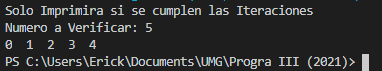 Solo Imprimira si se cumplen las Iteraciones
Numero a Verificar: 5
0 1 2 3 4
PS C:\Users\Erick\Documents\UMG\Progra III (2021)>